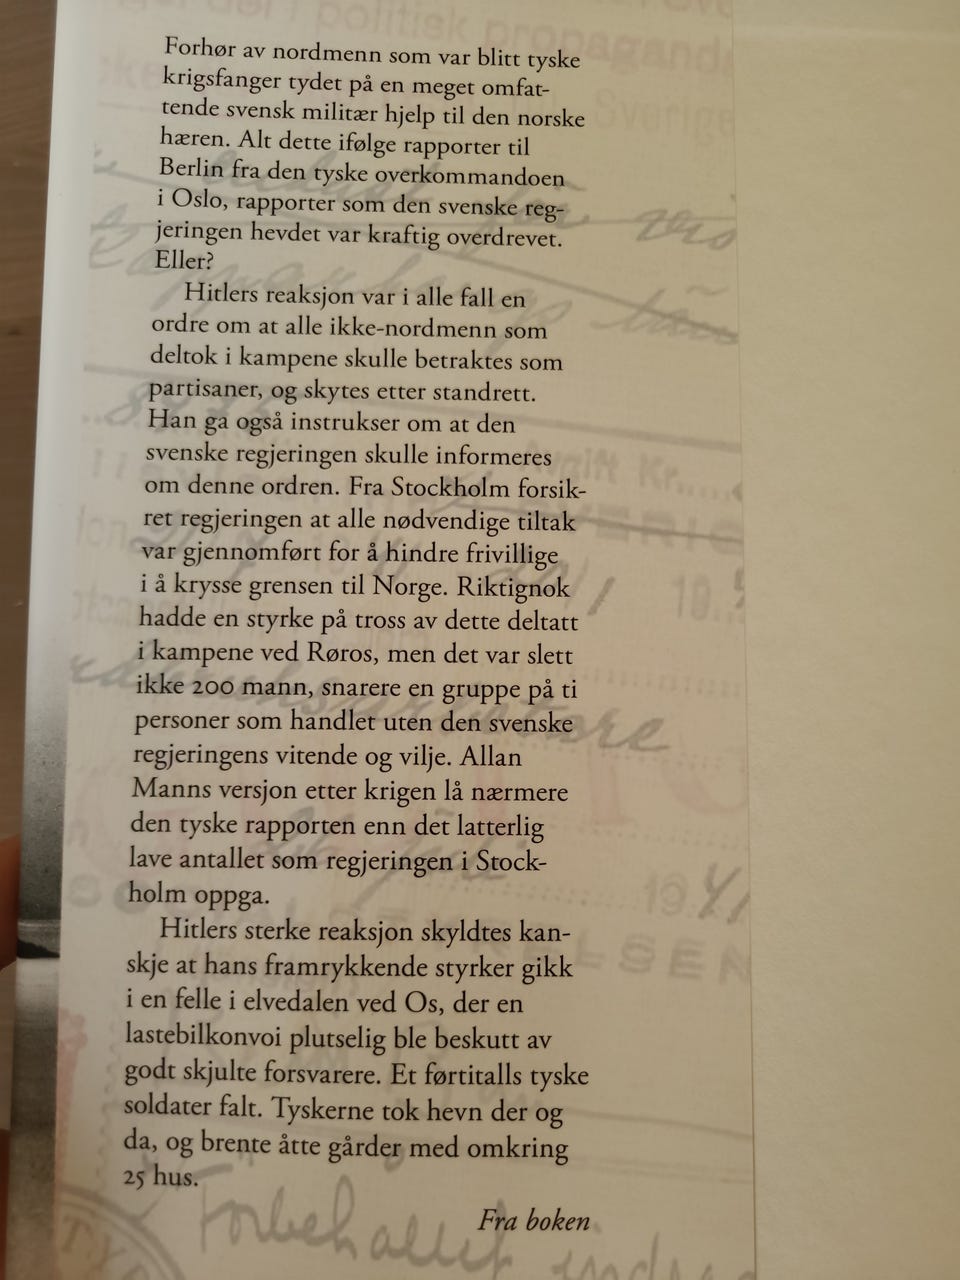 Forhør av nordmenn som var blitt tyske
krigsfanger tydet på en meget omfat-
tende svensk militær hjelp til den norske
hæren. Alt dette ifølge rapporter til
Berlin fra den tyske overkommandoen
i Oslo, rapporter som den svenske reg-
jeringen hevdet var kraftig overdrevet.
Eller?
Hitlers reaksjon var i alle fall en
ordre om at alle ikke-nordmenn som
deltok i kampene skulle betraktes som
partisaner, og skytes etter standrett.
Han ga også instrukser om at den
svenske regjeringen skulle informeres
om denne ordren. Fra Stockholm forsik-
ret regjeringen at alle nødvendige tiltak
var gjennomført for å hindre frivillige
i å krysse grensen til Norge. Riktignok
hadde en styrke på tross av dette deltatt
i kampene ved Røros, men det var slett
ikke 200 mann, snarere en gruppe på ti
personer som handlet uten den svenske
regjeringens vitende og vilje. Allan
Manns versjon etter krigen lå nærmere
den tyske rapporten enn det latterlig
lave antallet som regjeringen i Stock-
holm oppga.
Hitlers sterke reaksjon skyldtes kan-
skje at hans framrykkende styrker gikk
i en felle i elvedalen ved Os, der en
lastebilkonvoi plutselig ble beskutt av
godt skjulte forsvarere. Et førtitalls tyske
soldater falt. Tyskerne tok hevn der og
da, og brente åtte gårder med omkring
25 hus.
Fra boken